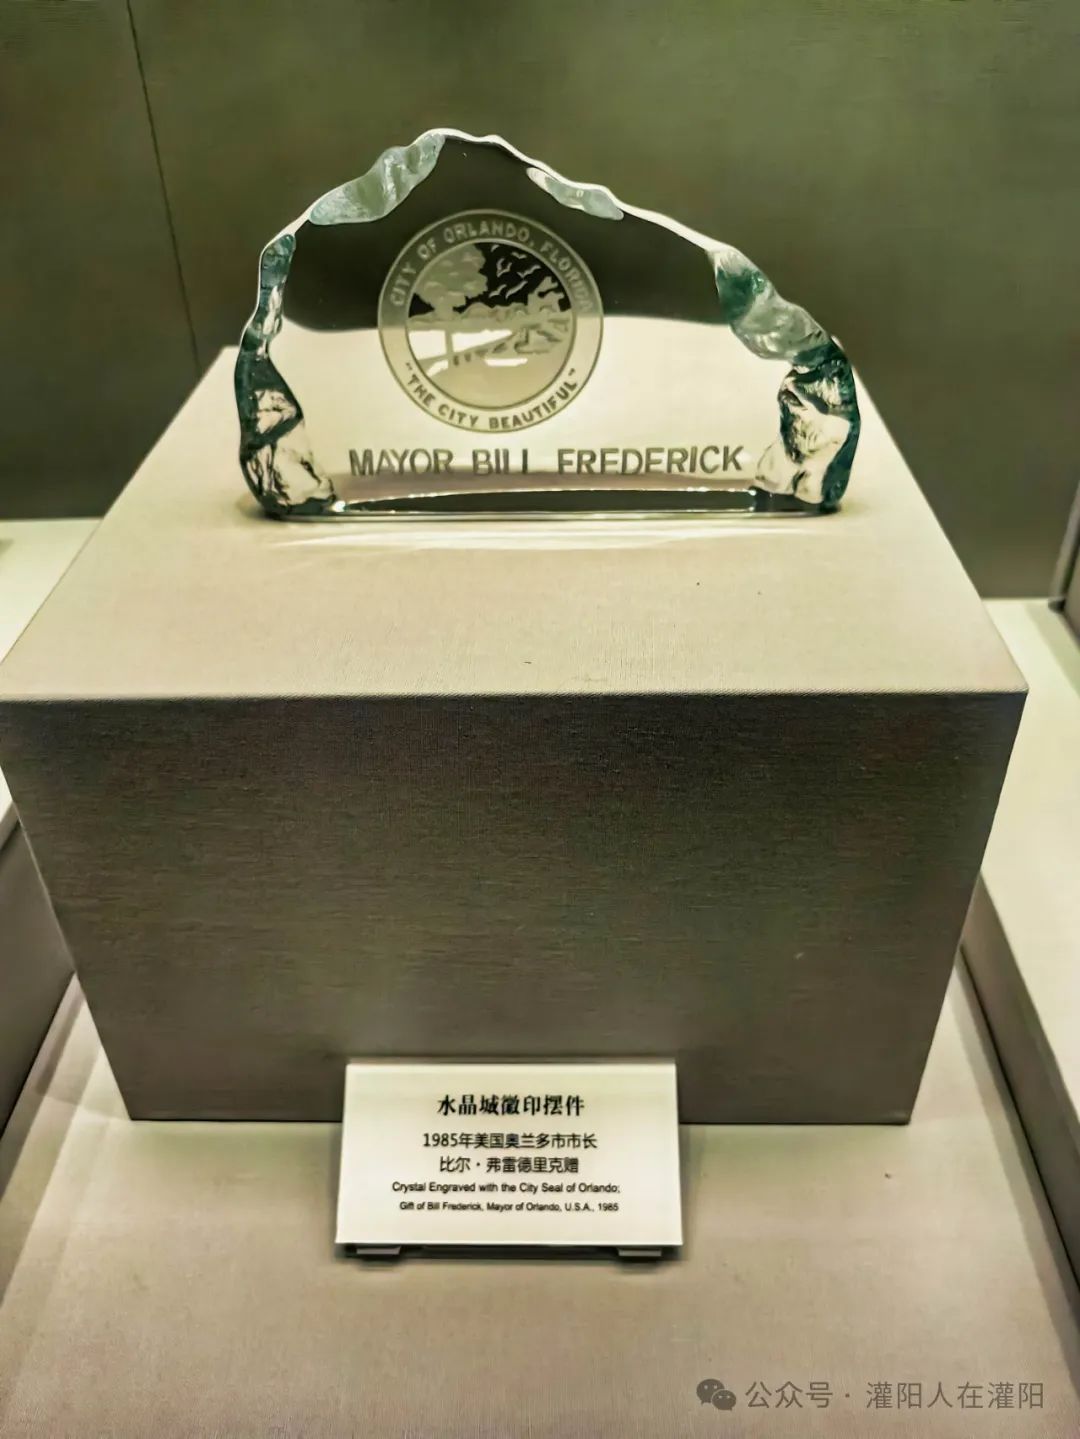 CITY OF ORLANDO, FLORIDA
"THE CITY BEAUTIFUL"
MAYOR BILL FREDERICK
水晶城徽印摆件
1985年美国奥兰多市市长
比尔·弗雷德里克赠
Crystal Engraved with the City Seal of Orlando;
Gift of Bill Frederick, Mayor of Orlando, U.S.A., 1985
公众号·灌阳人在灌阳